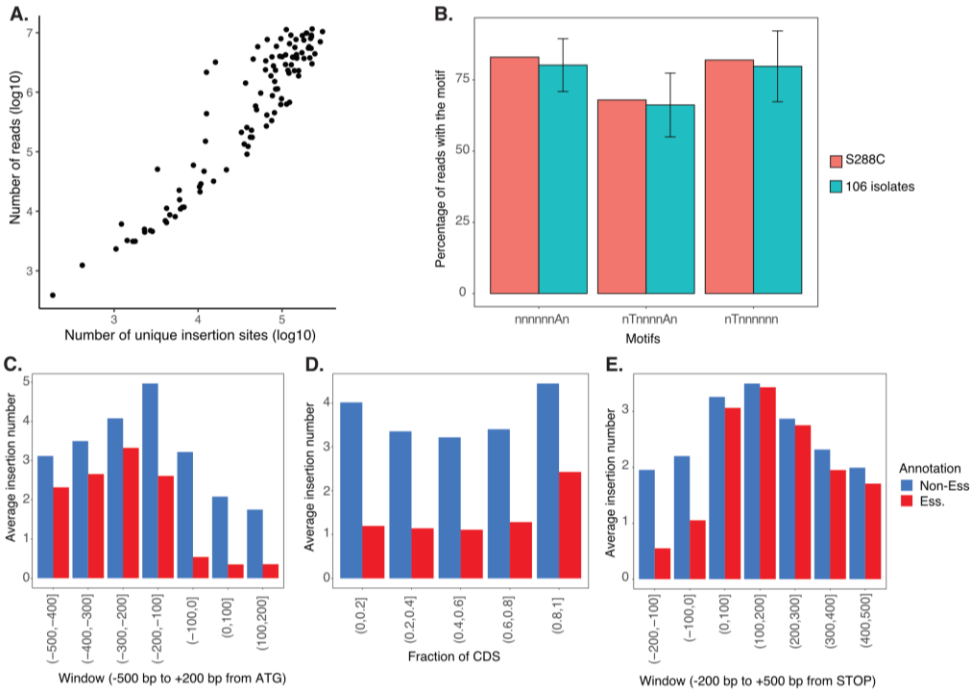 A.
Number of reads (log10)
7
6
5
4
3
3
4
5
Number of unique insertion sites (log10)
B.
Percentage of reads with the motif
75
50
25
0
nnnnnnAn
nTnnnnAn
nTnnnnnn
Motifs
S288C
106 isolates
C.
Average insertion number
5
4
3
2
1
0
(−500,−400]
(−400,−300]
(−300,−200]
(−200,−100]
(−100,0]
(0,100]
(100,200]
Window (-500 bp to +200 bp from ATG)
D.
Average insertion number
4
3
2
1
0
(0,0.2]
(0.2,0.4]
(0.4,0.6]
(0.6,0.8]
(0.8,1]
Fraction of CDS
E.
Average insertion number
3
2
1
0
(−200,−100]
(−100,0]
(0,100]
(100,200]
(200,300]
(300,400]
(400,500]
Window (-200 bp to +500 bp from STOP)
Annotation
Non-Ess
Ess.